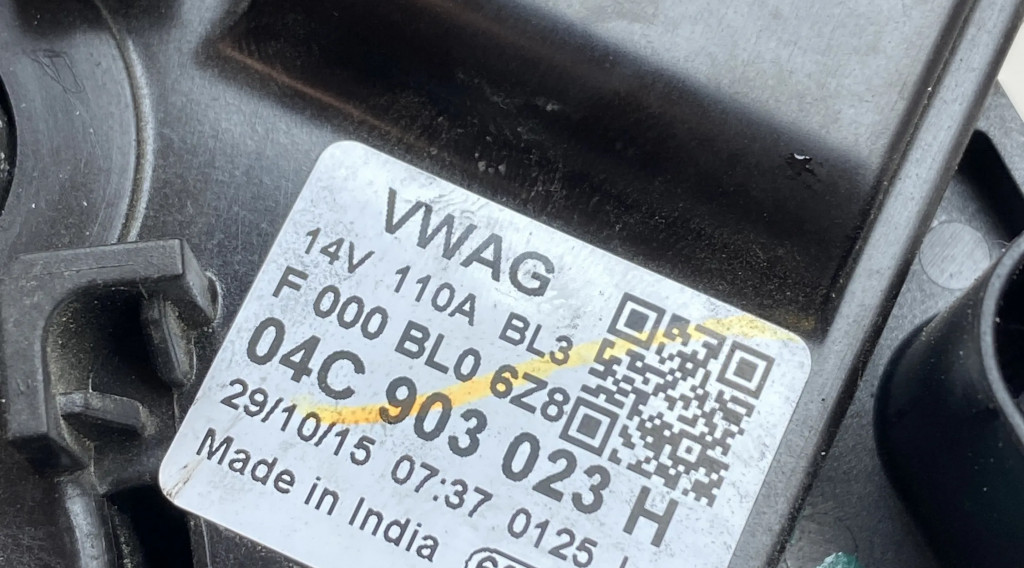 VWAG
14V 110A BL3
F 000 BL0 6Z8
04C 903 023 H
29/10/15 07:37 0125
Made in India